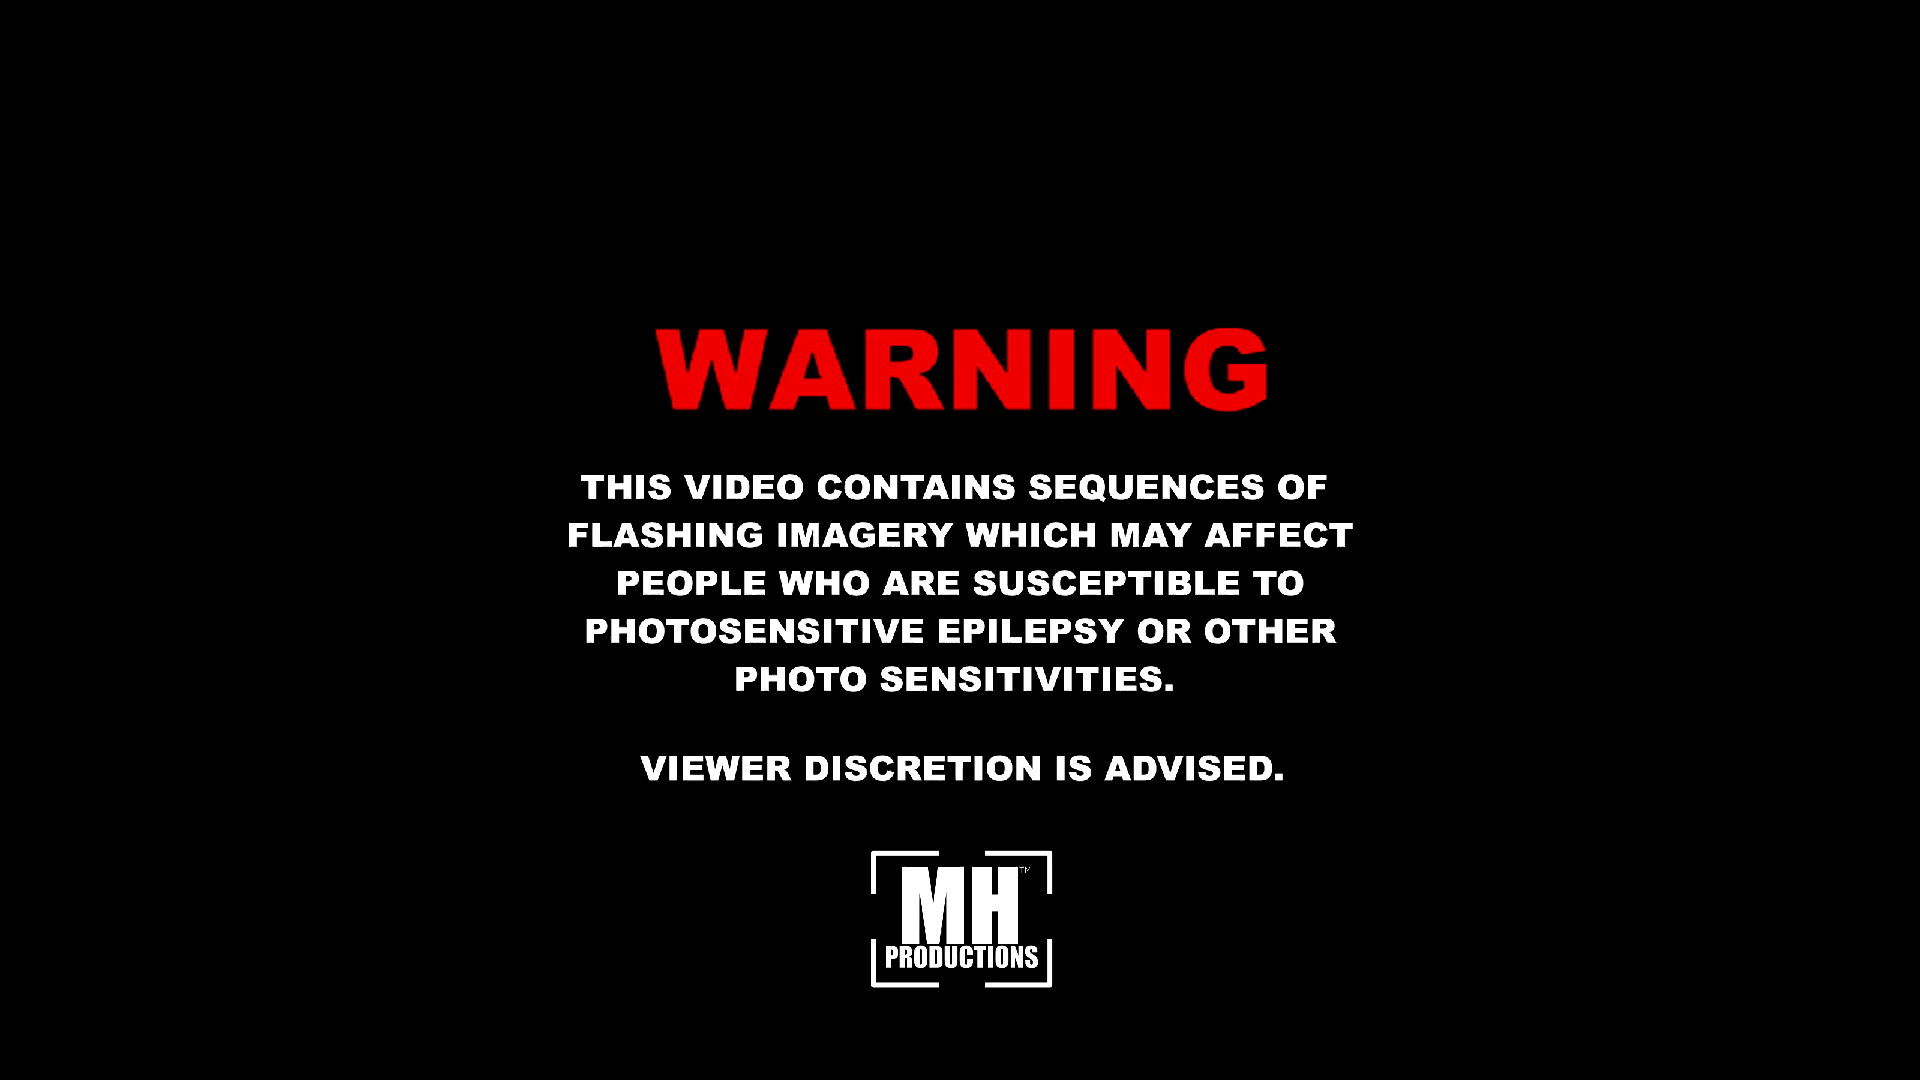 WARNING
THIS VIDEO CONTAINS SEQUENCES OF
FLASHING IMAGERY WHICH MAY AFFECT
PEOPLE WHO ARE SUSCEPTIBLE TO
PHOTOSENSITIVE EPILEPSY OR OTHER
PHOTO SENSITIVITIES.
VIEWER DISCRETION IS ADVISED.
MH™
PRODUCTIONS